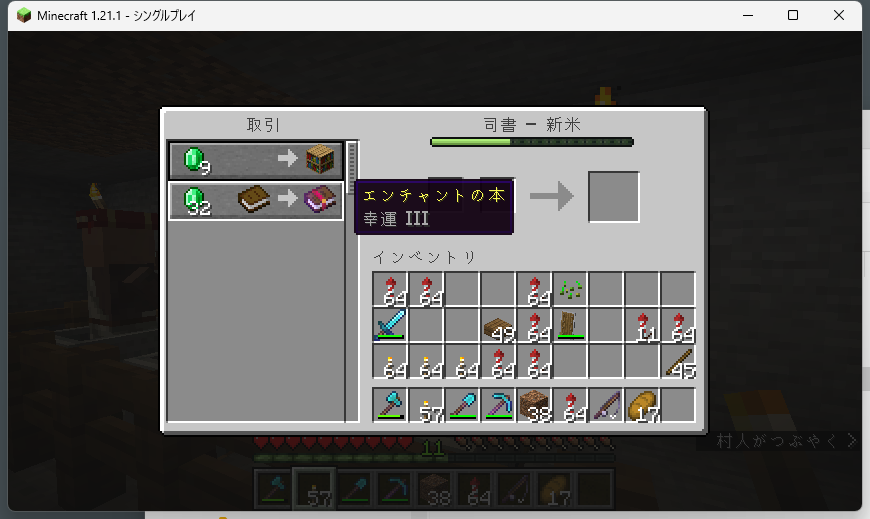 Minecraft 1.21.1 - シングルプレイ
取引
司書 - 新米
9
32
エンチャントの本
幸運 III
インベントリ
64 64 64
49 64 11 64
64 64 64 64 64 45
57 38 64 17
11
村人がつぶやく >
57 38 64 17